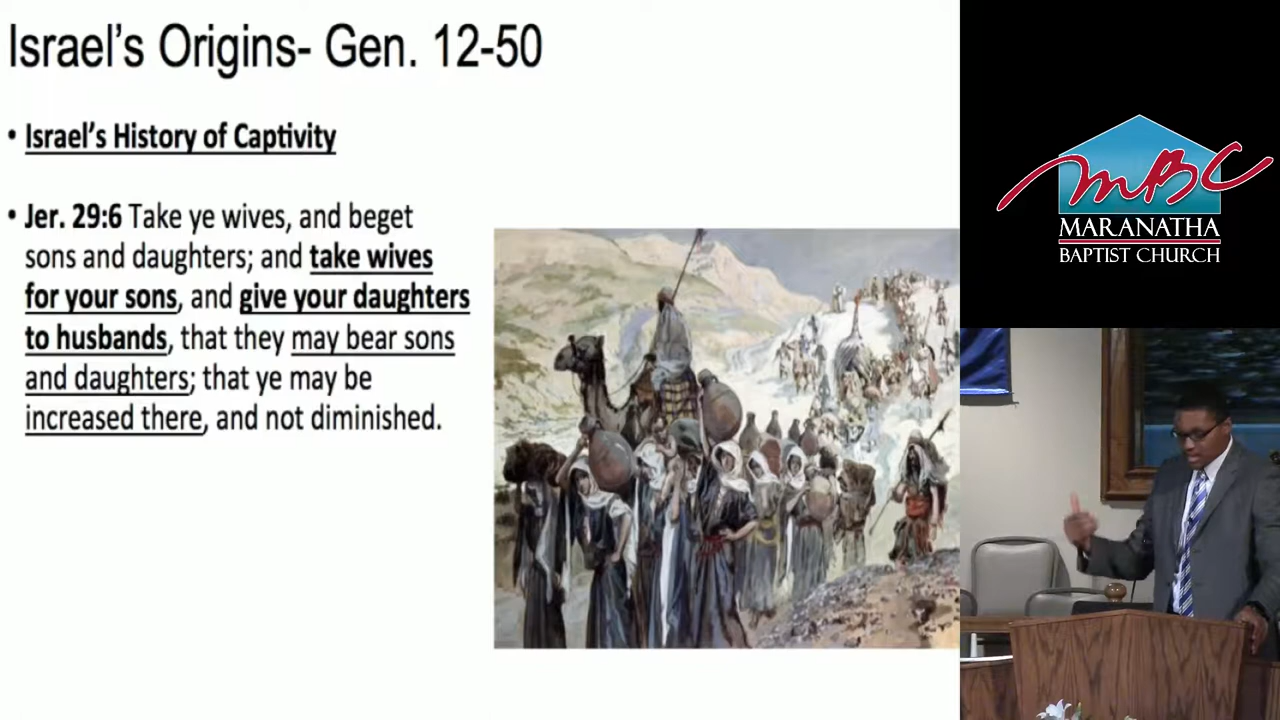 Israel's Origins- Gen. 12-50
• Israel's History of Captivity
• Jer. 29:6 Take ye wives, and beget
sons and daughters; and take wives
for your sons, and give your daughters
to husbands, that they may bear sons
and daughters; that ye may be
increased there, and not diminished.
MBC
MARANATHA
BAPTIST CHURCH